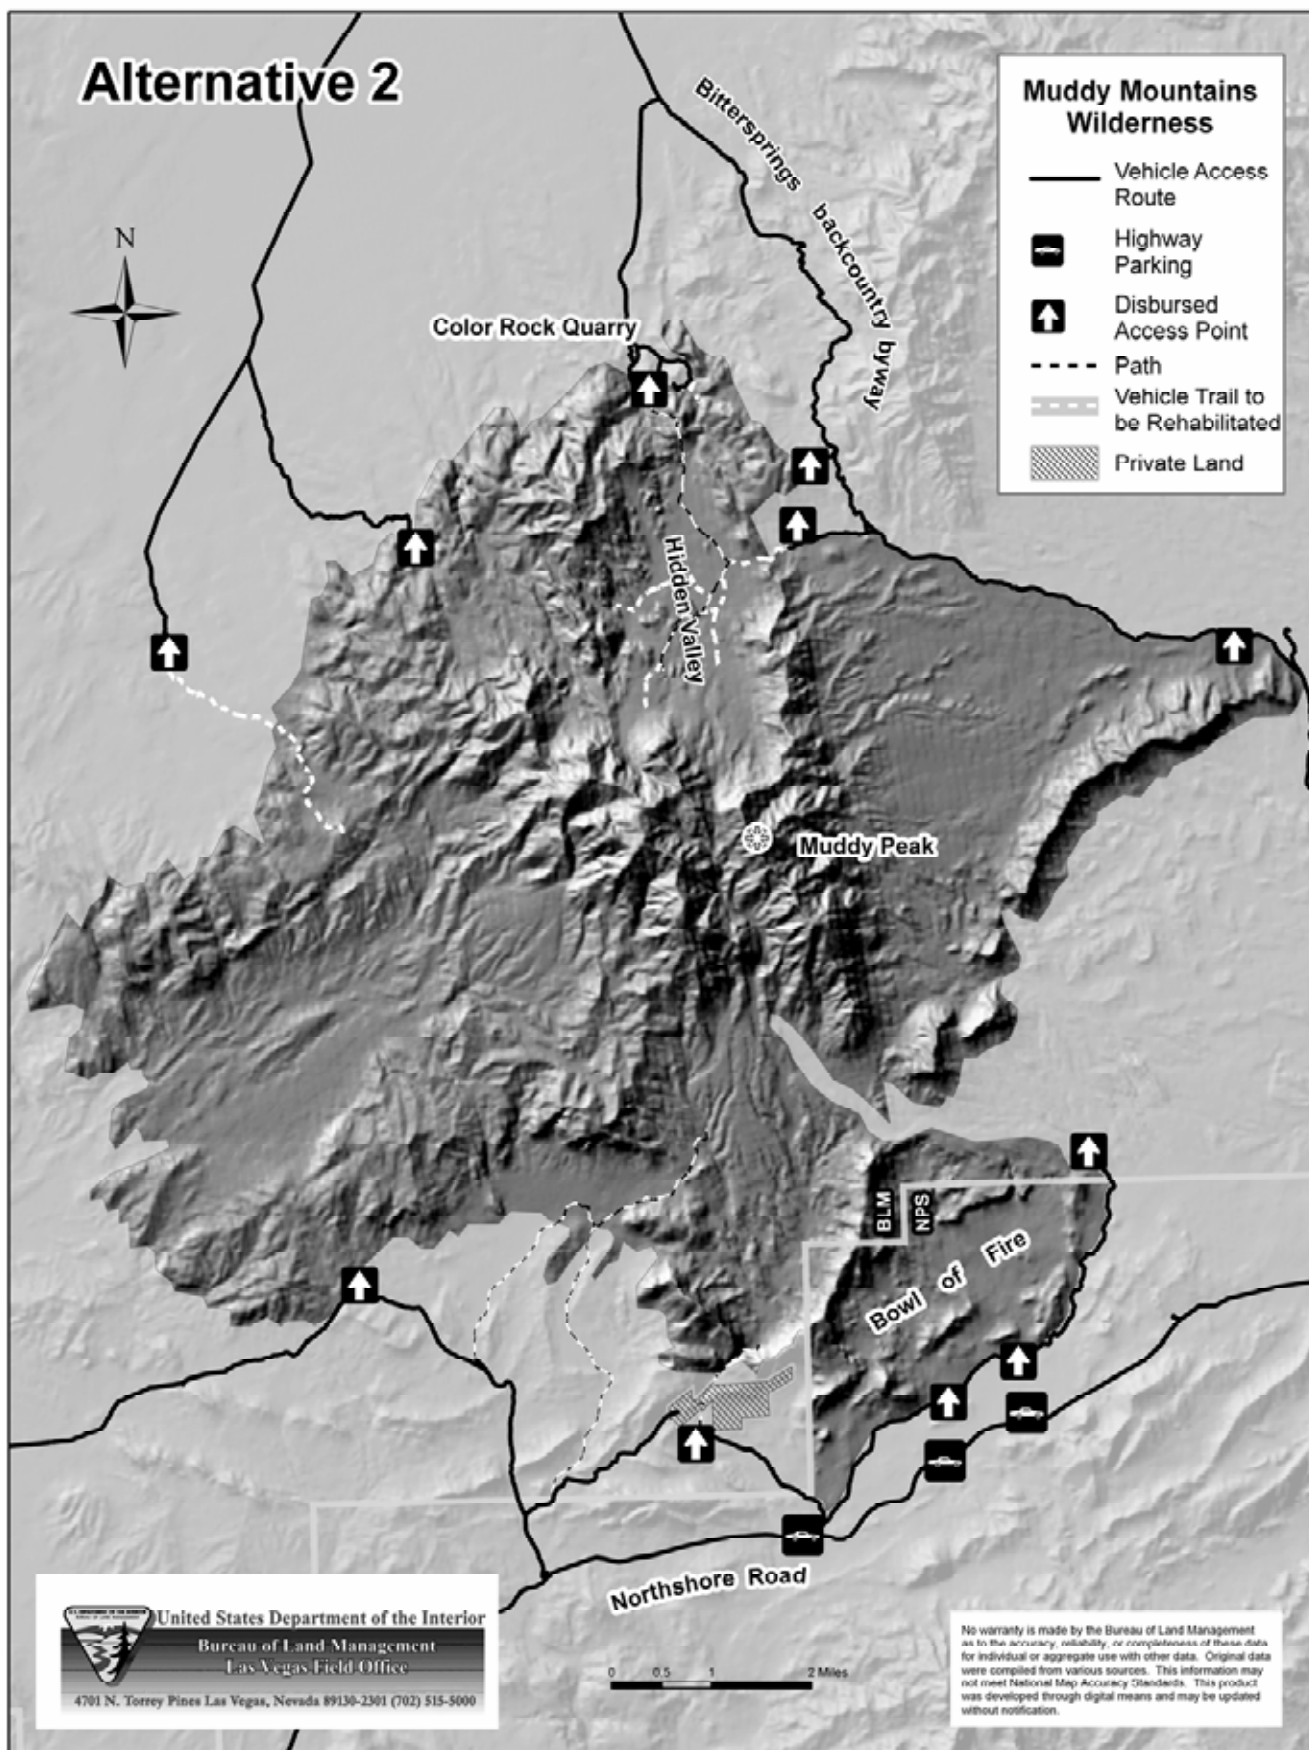 Alternative 2
Muddy Mountains
Wilderness
Vehicle Access
Route
Highway
Parking
Disbursed
Access Point
Path
Vehicle Trail to
be Rehabilitated
Private Land
Bittersprings backcountry byway
N
Color Rock Quarry
Hidden Valley
Muddy Peak
BLM
NPS
Bowl of Fire
Northshore Road
United States Department of the Interior
Bureau of Land Management
Las Vegas Field Office
4701 N. Torrey Pines Las Vegas, Nevada 89130-2301 (702) 515-5000
0 0.5 1 2 Miles
No warranty is made by the Bureau of Land Management
as to the accuracy, reliability, or completeness of these data
for individual or aggregate use with other data. Original data
were compiled from various sources. This information may
not meet National Map Accuracy Standards. This product
was developed through digital means and may be updated
without notification.